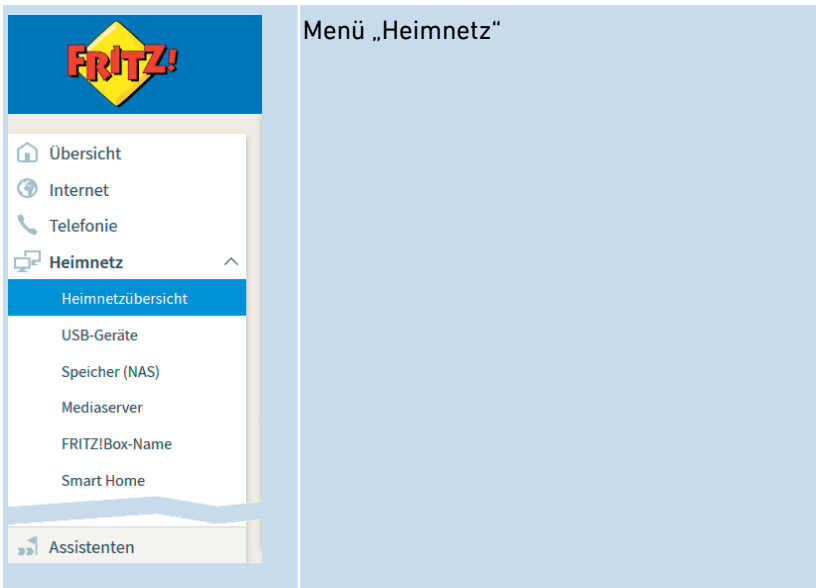 FRITZ!
Menü „Heimnetz“
Übersicht
Internet
Telefonie
Heimnetz
Heimnetzübersicht
USB-Geräte
Speicher (NAS)
Mediaserver
FRITZ!Box-Name
Smart Home
Assistenten